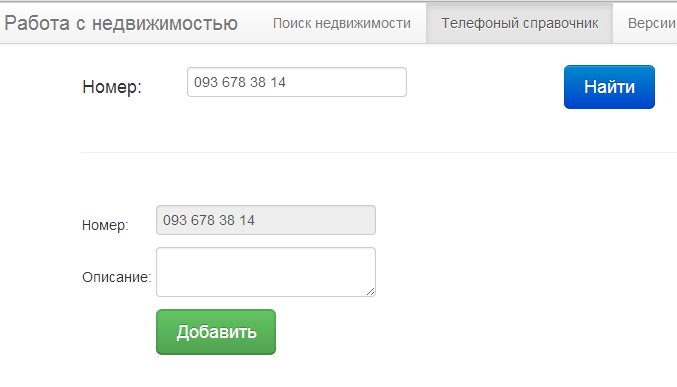 Работа с недвижимостью Поиск недвижимости Телефоный справочник Версии
Номер: 093 678 38 14 Найти
Номер: 093 678 38 14
Описание:
Добавить